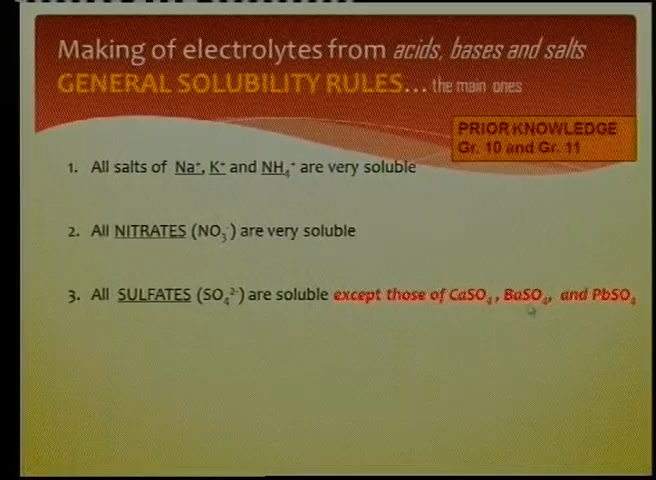 Making of electrolytes from acids, bases and salts
GENERAL SOLUBILITY RULES... the main ones
PRIOR KNOWLEDGE
Gr. 10 and Gr. 11
1. All salts of Na⁺, K⁺ and NH₄⁺ are very soluble
2. All NITRATES (NO₃⁻) are very soluble
3. All SULFATES (SO₄²⁻) are soluble except those of CaSO₄, BaSO₄, and PbSO₄